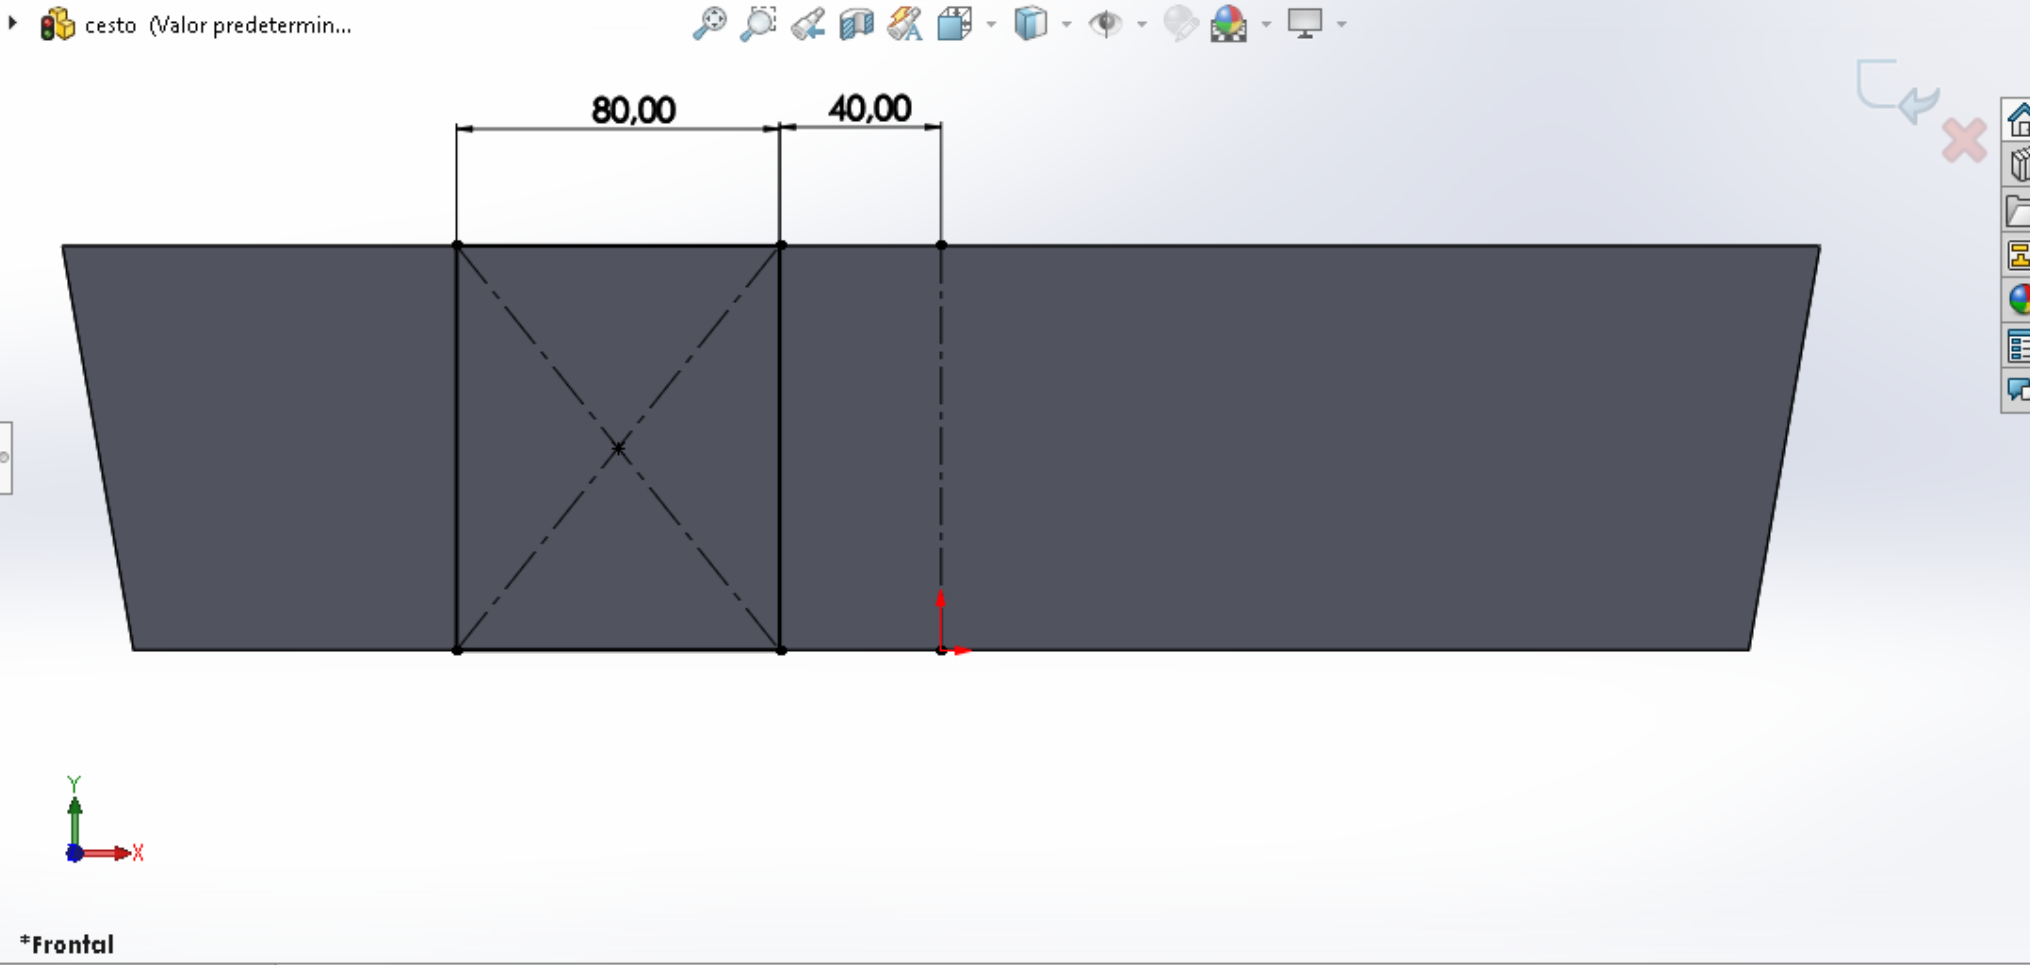 cesto (Valor predetermin...
80,00
40,00
Y
X
*Frontal